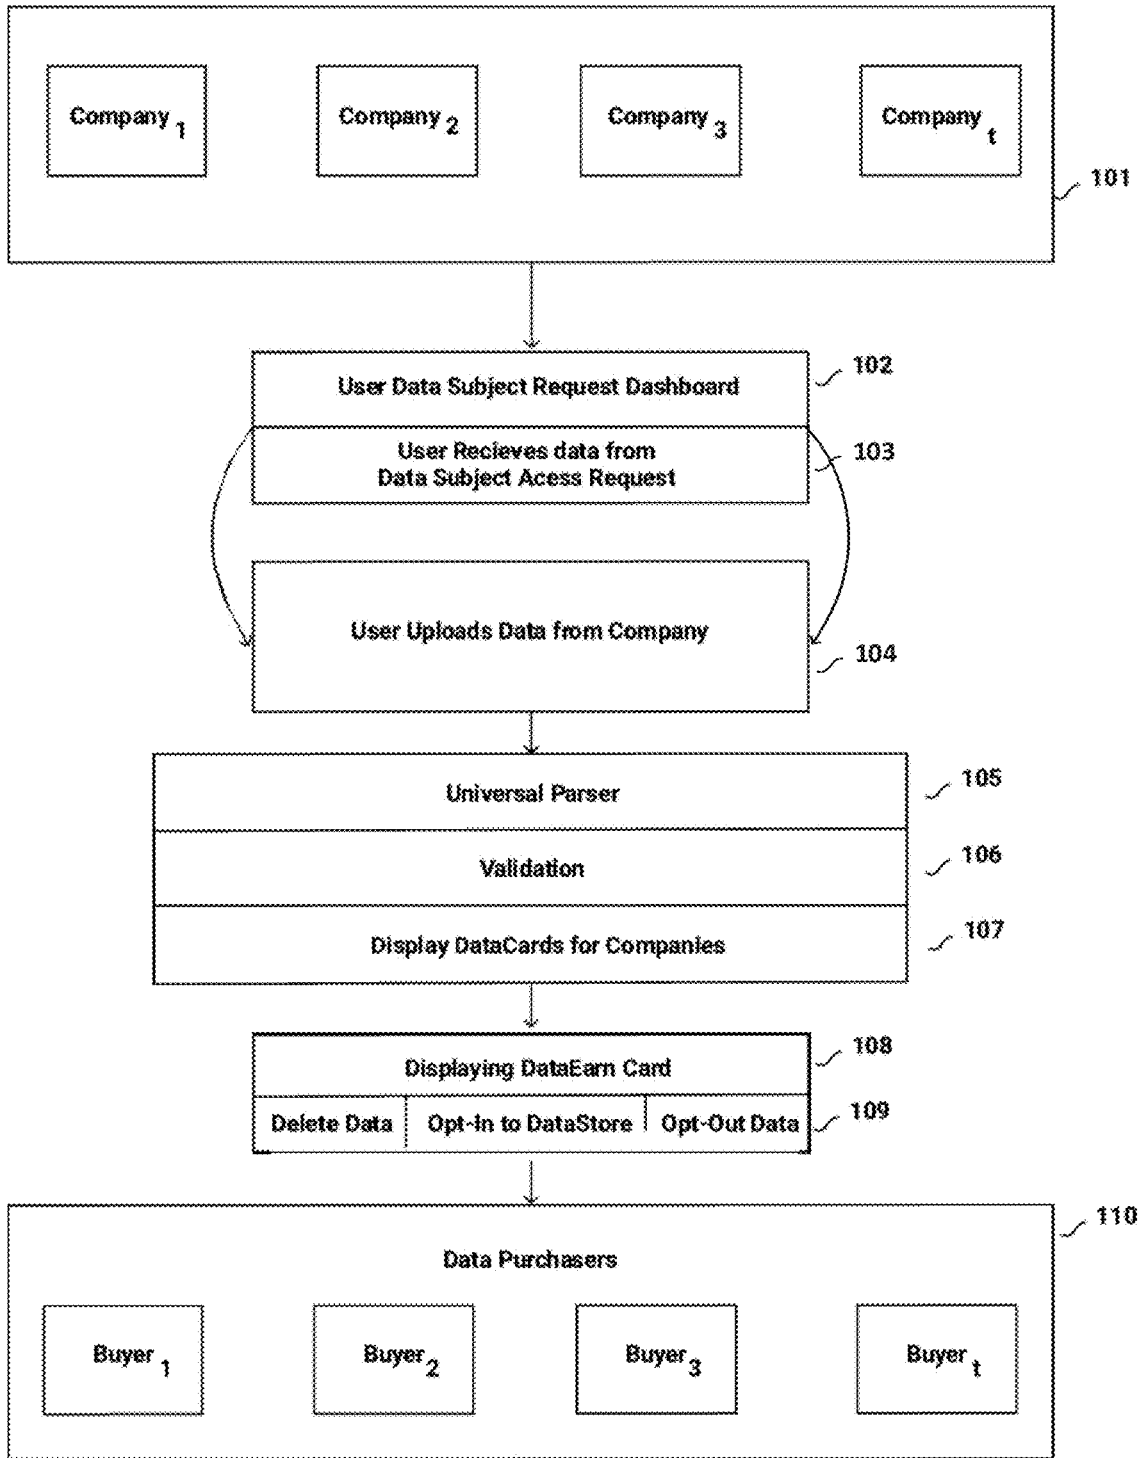 Company 1 Company 2 Company 3 Company t
101
102
User Data Subject Request Dashboard
User Recieves data from
103
Data Subject Acess Request
User Uploads Data from Company
104
105
Universal Parser
106
Validation
107
Display DataCards for Companies
108
Displaying DataEarn Card
109
Delete Data Opt-In to DataStore Opt-Out Data
110
Data Purchasers
Buyer 1 Buyer 2 Buyer 3 Buyer t